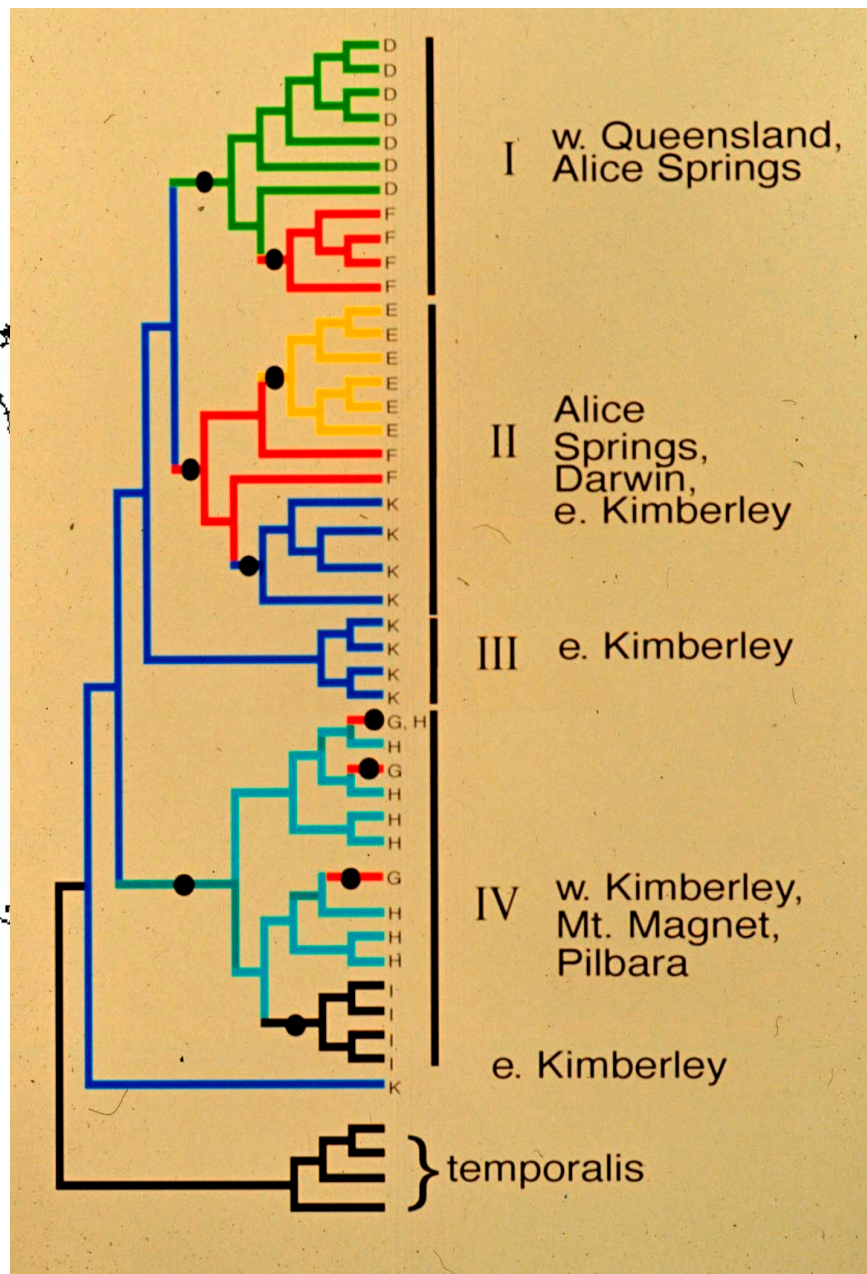 D
D
D
D
D
D
D
F
F
F
F
I w. Queensland,
Alice Springs
E
E
E
E
E
E
F
F
K
K
K
K
II Alice
Springs,
Darwin,
e. Kimberley
K
K
K
K
III e. Kimberley
G, H
H
G
H
H
H
G
H
H
H
I
I
I
I
IV w. Kimberley,
Mt. Magnet,
Pilbara
K
e. Kimberley
temporalis